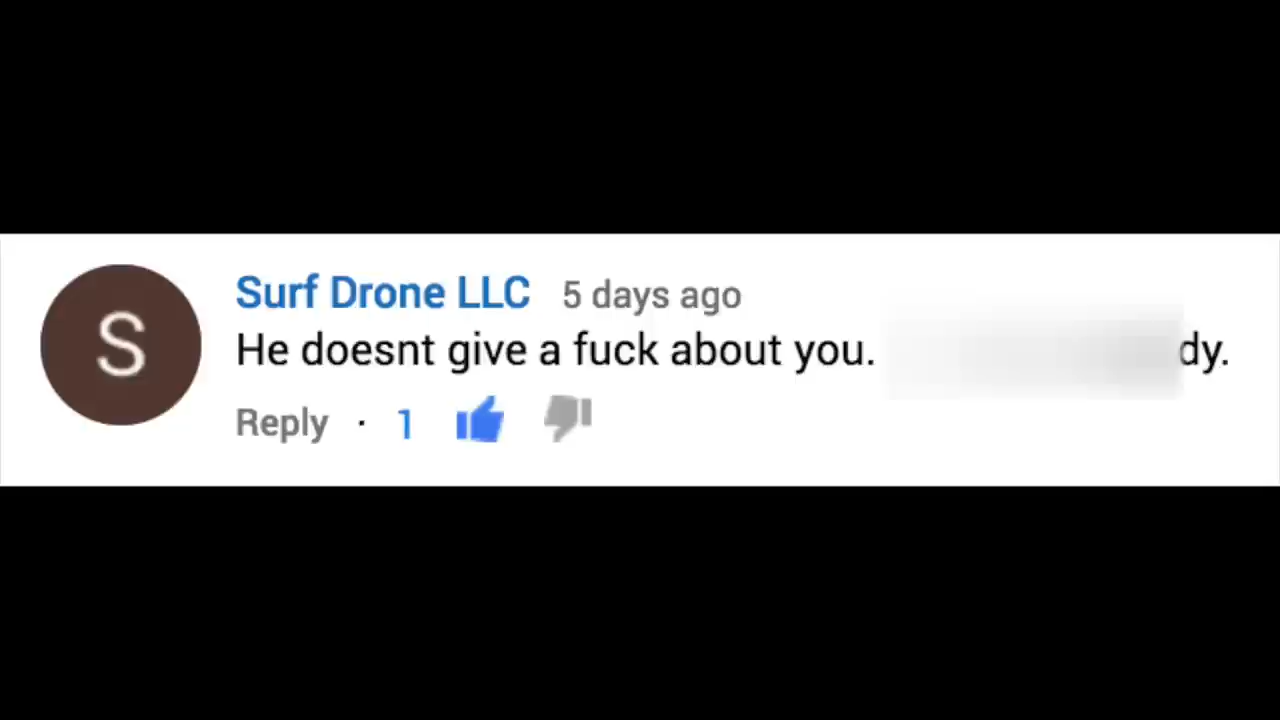 S
Surf Drone LLC 5 days ago
He doesnt give a fuck about you. dy.
Reply · 1